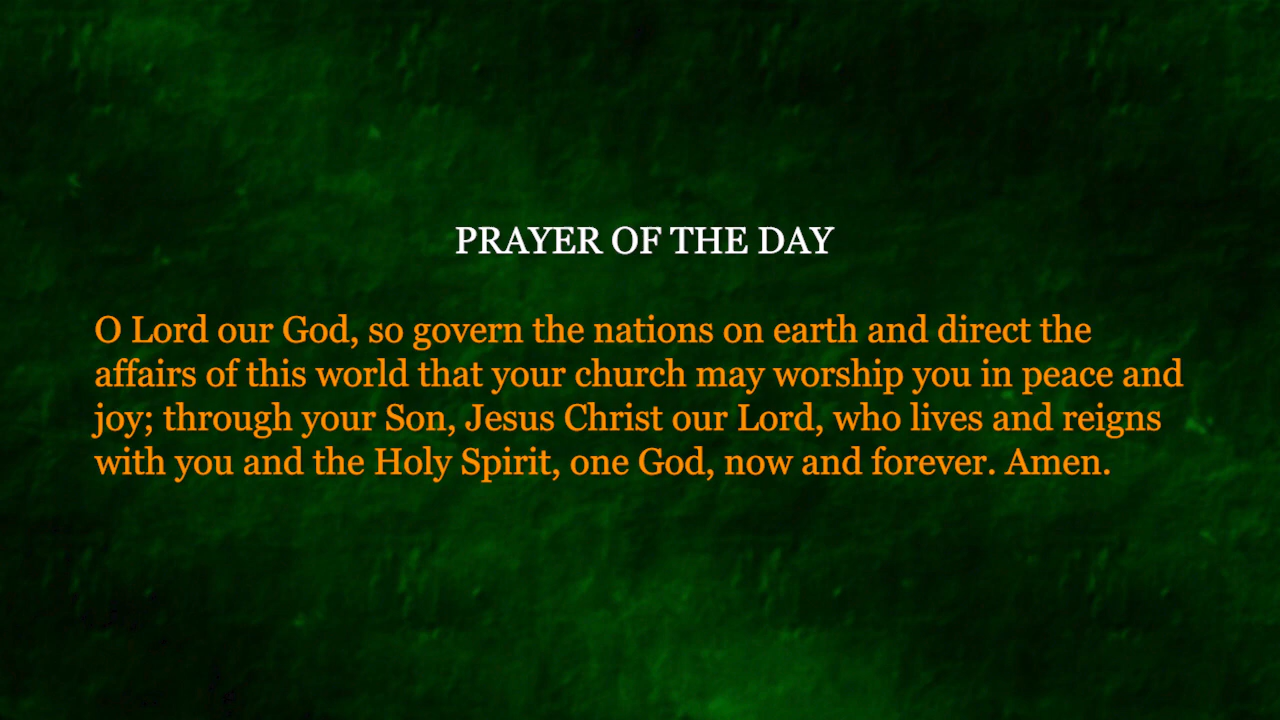 PRAYER OF THE DAY
O Lord our God, so govern the nations on earth and direct the
affairs of this world that your church may worship you in peace and
joy; through your Son, Jesus Christ our Lord, who lives and reigns
with you and the Holy Spirit, one God, now and forever. Amen.